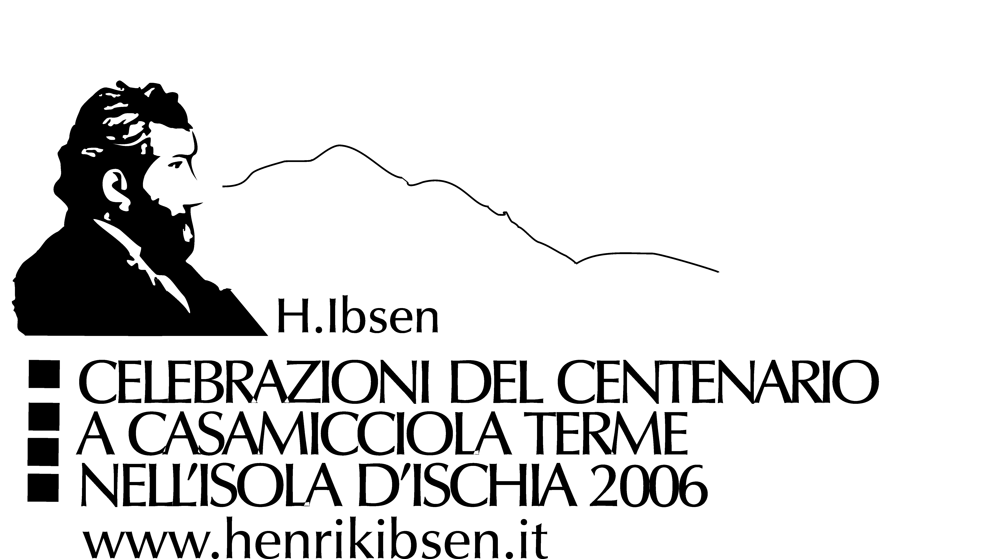 H.Ibsen
CELEBRAZIONI DEL CENTENARIO
A CASAMICCIOLA TERME
NELL'ISOLA D'ISCHIA 2006
www.henrikibsen.it